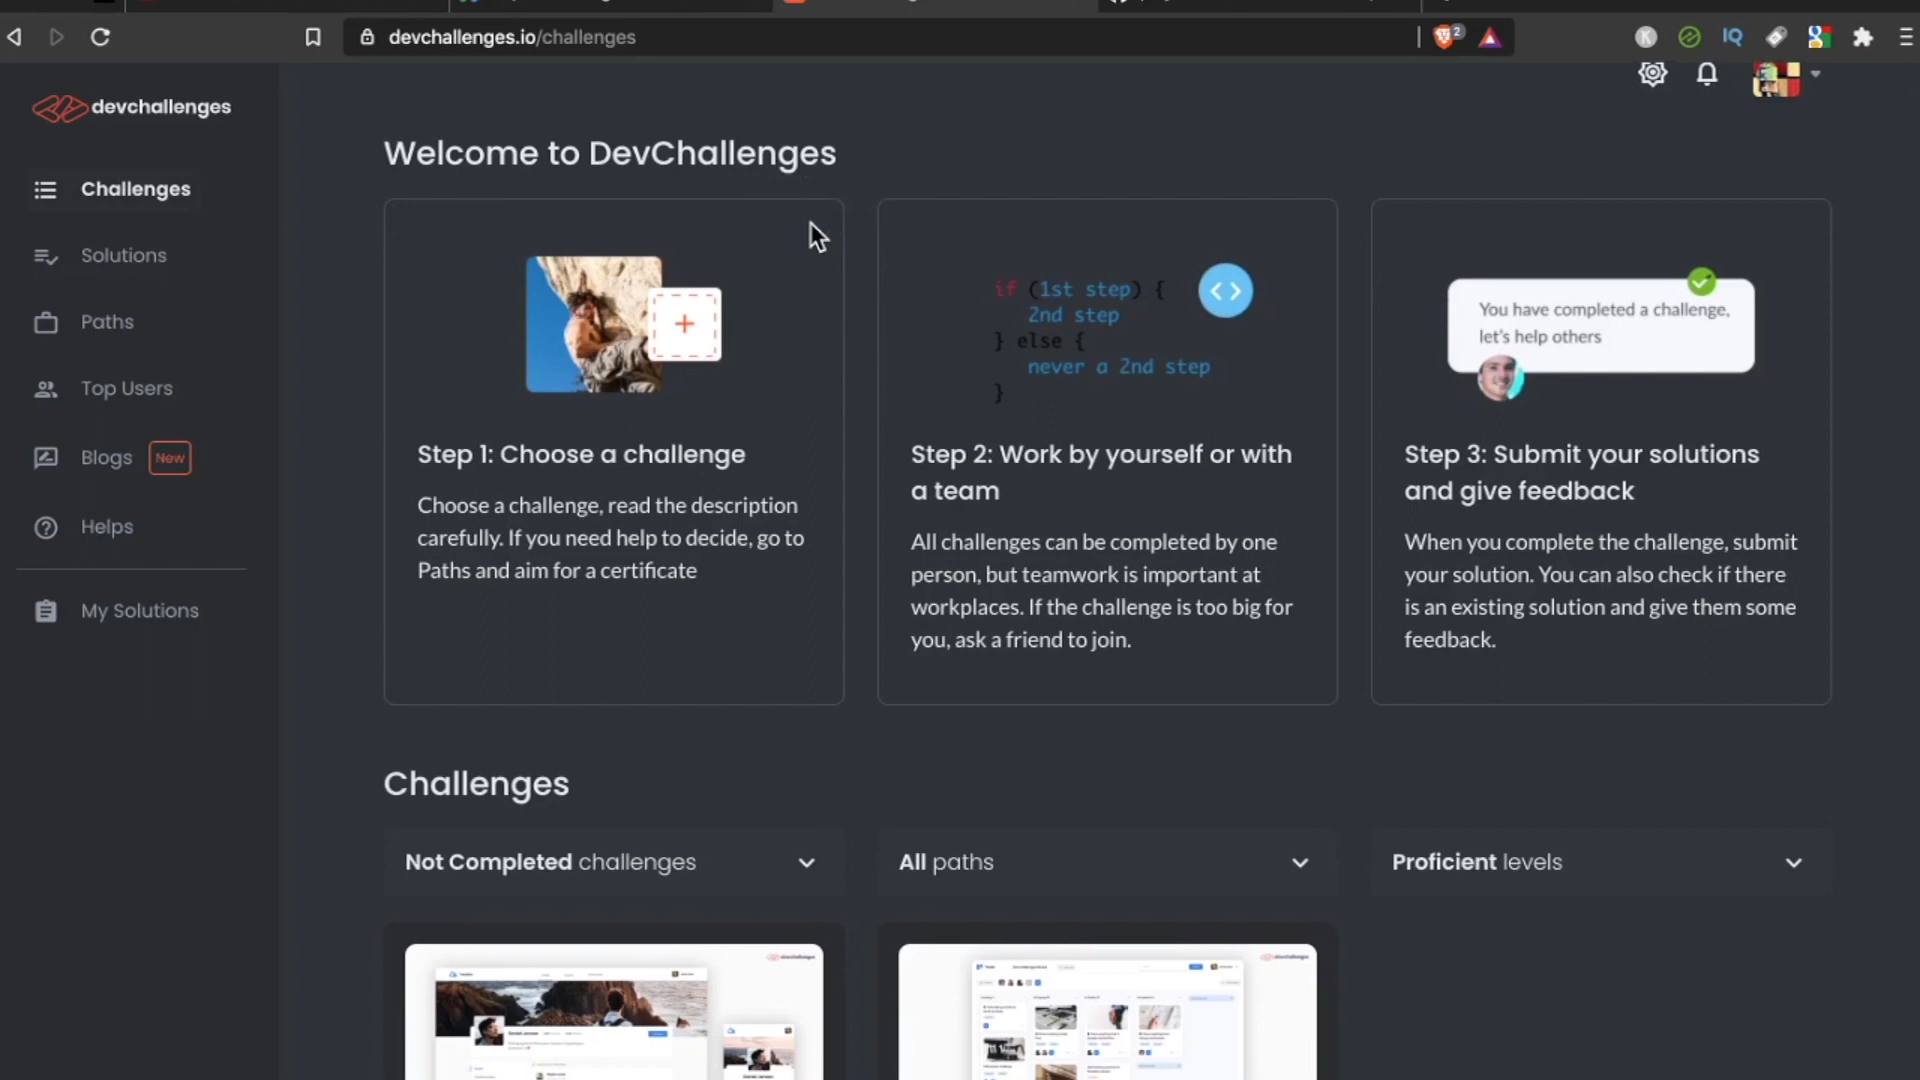 devchallenges.io/challenges
2
IQ
devchallenges
Challenges
Solutions
Paths
Top Users
Blogs
New
Helps
My Solutions
Welcome to DevChallenges
if (1st step) {
2nd step
} else {
never a 2nd step
}
You have completed a challenge,
let's help others
Step 1: Choose a challenge
Choose a challenge, read the description
carefully. If you need help to decide, go to
Paths and aim for a certificate
Step 2: Work by yourself or with
a team
All challenges can be completed by one
person, but teamwork is important at
workplaces. If the challenge is too big for
you, ask a friend to join.
Step 3: Submit your solutions
and give feedback
When you complete the challenge, submit
your solution. You can also check if there
is an existing solution and give them some
feedback.
Challenges
Not Completed challenges
All paths
Proficient levels
devchallenges
devchallenges